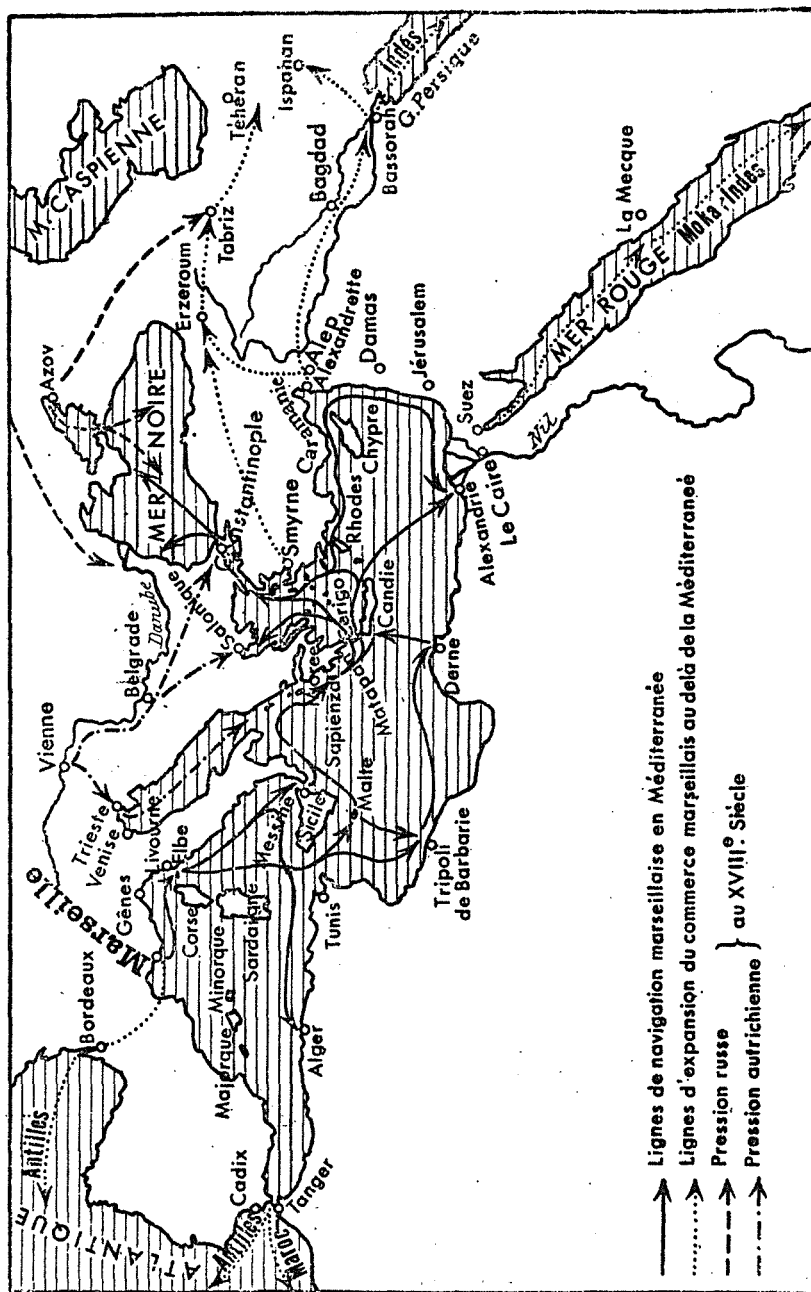 ATLANTIQUE
Antilles
Bordeaux
Cadix
Antilles
Maroc
Tanger
Marseille
Gênes
Livourne
Elbe
Corse
Minorque
Majorque
Sardaigne
Alger
Tunis
Messine
Sicile
Malte
Tripoli
de Barbarie
Vienne
Trieste
Venise
Belgrade
Danube
Salonique
Morée
Sapienza
Matapan
Cerigo
Candie
Derne
Constantinople
MER NOIRE
Azov
Smyrne
Rhodes
Chypre
Caramanie
Alexandrette
Alep
Damas
Jérusalem
Alexandrie
Le Caire
Suez
Nil
MER ROUGE
Moka-Indes
La Mecque
Erzeroum
Tabriz
M. CASPIENNE
Téhéran
Ispahan
Bagdad
Bassorah
G. Persique
Indes
Lignes de navigation marseillaise en Méditerranée
Lignes d'expansion du commerce marseillais au delà de la Méditerraneé
Pression russe
Pression autrichienne
au XVIIIe Siècle